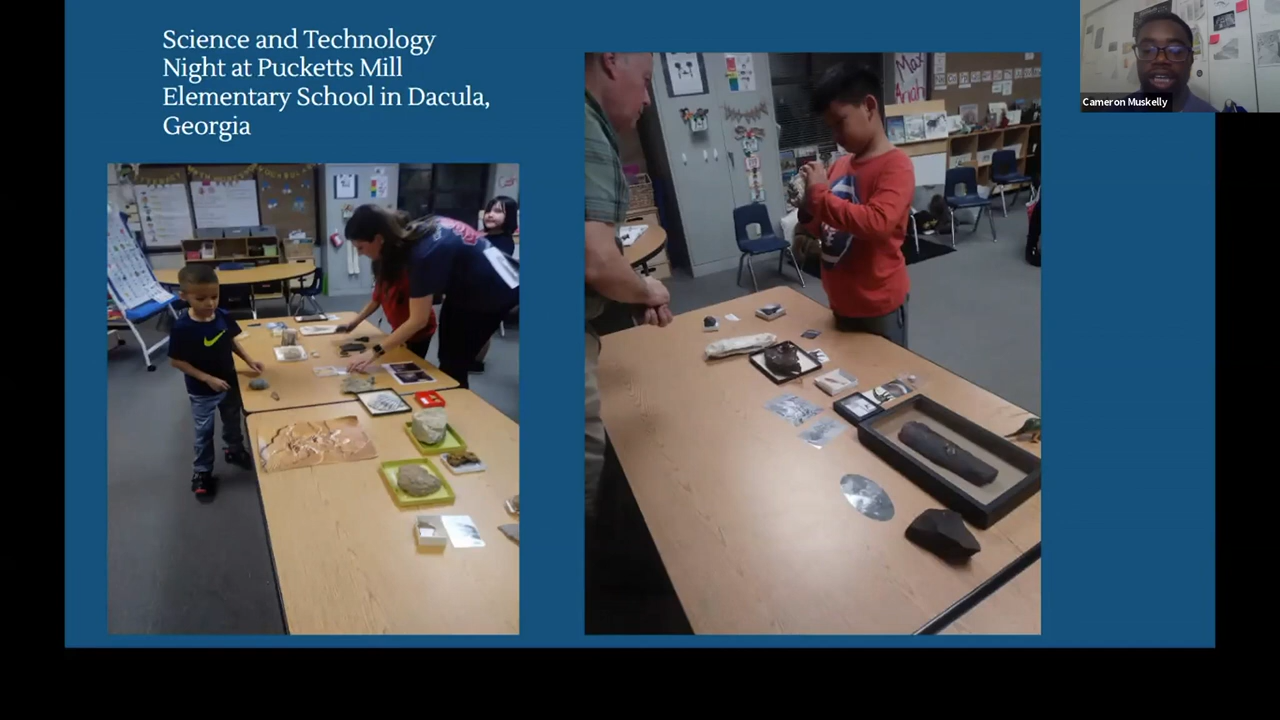 Science and Technology
Night at Pucketts Mill
Elementary School in Dacula,
Georgia
Cameron Muskelly